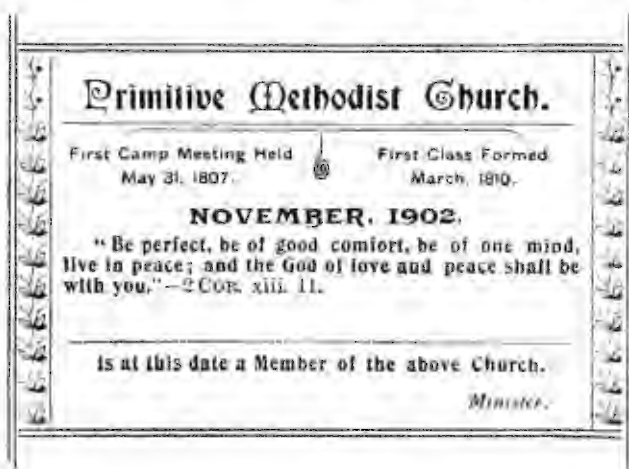 Primitive Methodist Church.
First Camp Meeting Held
May 31, 1807.
First Class Formed
March, 1810.
NOVEMBER, 1902.
"Be perfect, be of good comfort, be of one mind,
live in peace; and the God of love and peace shall be
with you."—2 COR. xiii. 11.
is at this date a Member of the above Church.
Minister.